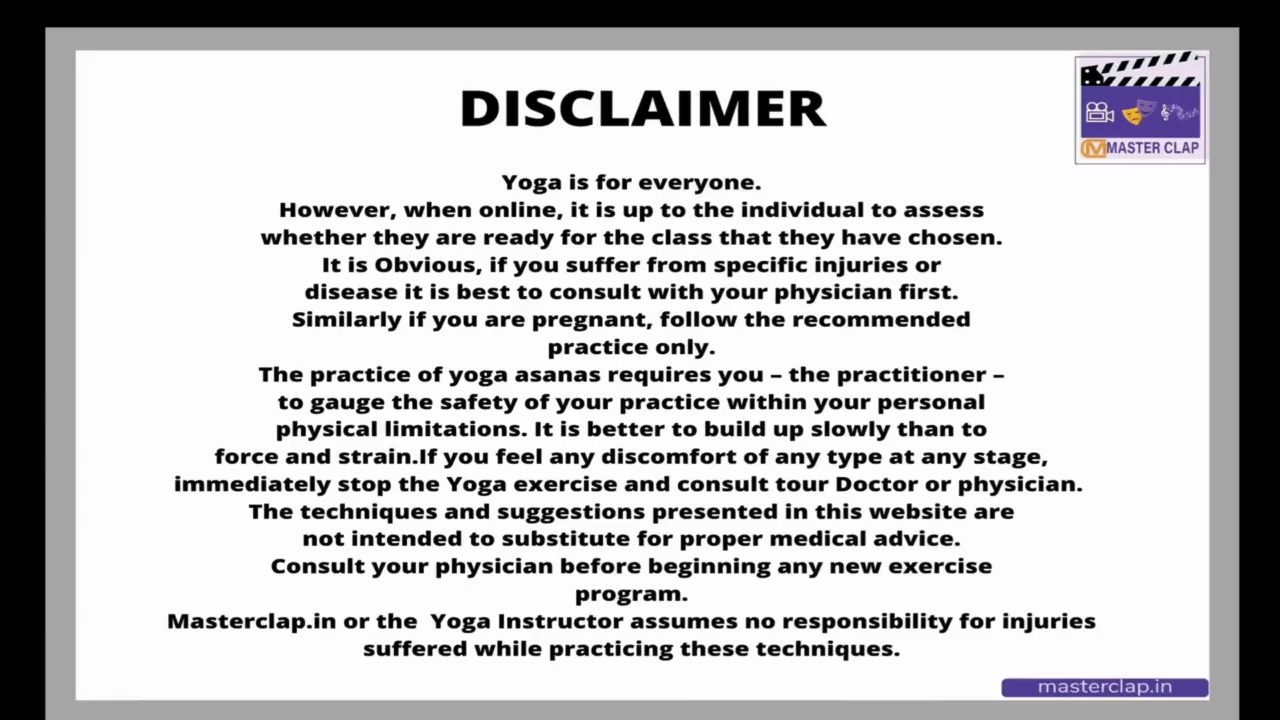 DISCLAIMER
MASTER CLAP
Yoga is for everyone.
However, when online, it is up to the individual to assess
whether they are ready for the class that they have chosen.
It is Obvious, if you suffer from specific injuries or
disease it is best to consult with your physician first.
Similarly if you are pregnant, follow the recommended
practice only.
The practice of yoga asanas requires you – the practitioner –
to gauge the safety of your practice within your personal
physical limitations. It is better to build up slowly than to
force and strain.If you feel any discomfort of any type at any stage,
immediately stop the Yoga exercise and consult tour Doctor or physician.
The techniques and suggestions presented in this website are
not intended to substitute for proper medical advice.
Consult your physician before beginning any new exercise
program.
Masterclap.in or the  Yoga Instructor assumes no responsibility for injuries
suffered while practicing these techniques.
masterclap.in